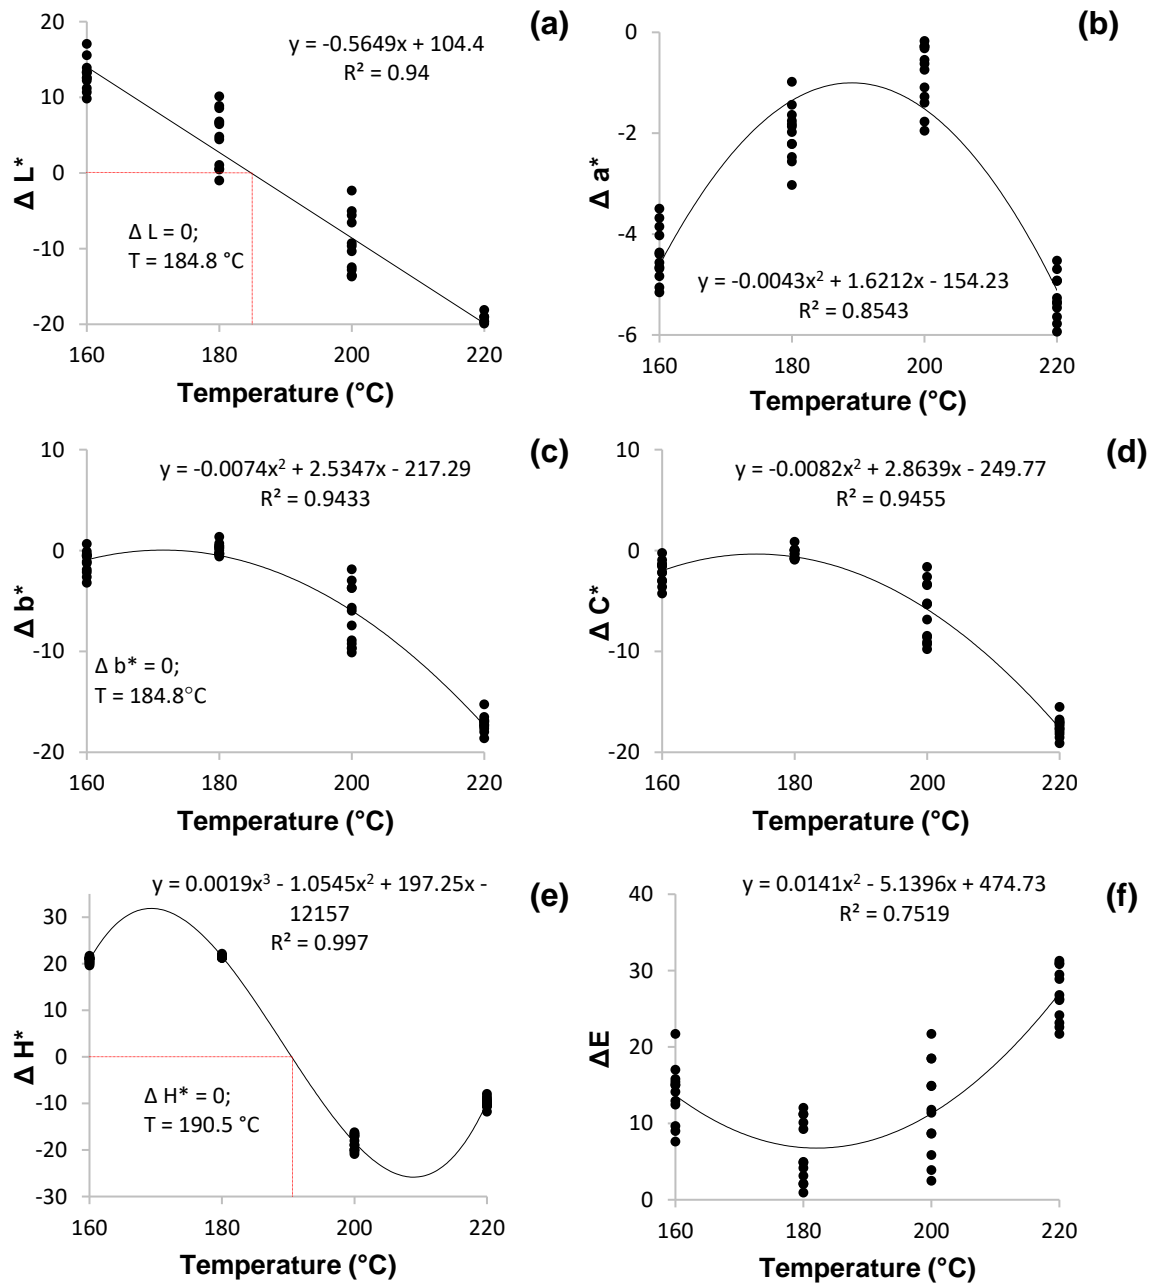 (a)
y = -0.5649x + 104.4
R² = 0.94
20
10
0
-10
-20
Δ L*
Δ L = 0;
T = 184.8 °C
160
180
200
220
Temperature (°C)
(b)
0
-2
-4
-6
Δ a*
y = -0.0043x² + 1.6212x - 154.23
R² = 0.8543
160
180
200
220
Temperature (°C)
(c)
y = -0.0074x² + 2.5347x - 217.29
R² = 0.9433
10
0
-10
-20
Δ b*
Δ b* = 0;
T = 184.8°C
160
180
200
220
Temperature (°C)
(d)
y = -0.0082x² + 2.8639x - 249.77
R² = 0.9455
10
0
-10
-20
Δ C*
160
180
200
220
Temperature (°C)
(e)
y = 0.0019x³ - 1.0545x² + 197.25x -
12157
R² = 0.997
30
20
10
0
-10
-20
-30
Δ H*
Δ H* = 0;
T = 190.5 °C
160
180
200
220
Temperature (°C)
(f)
y = 0.0141x² - 5.1396x + 474.73
R² = 0.7519
40
30
20
10
0
ΔE
160
180
200
220
Temperature (°C)